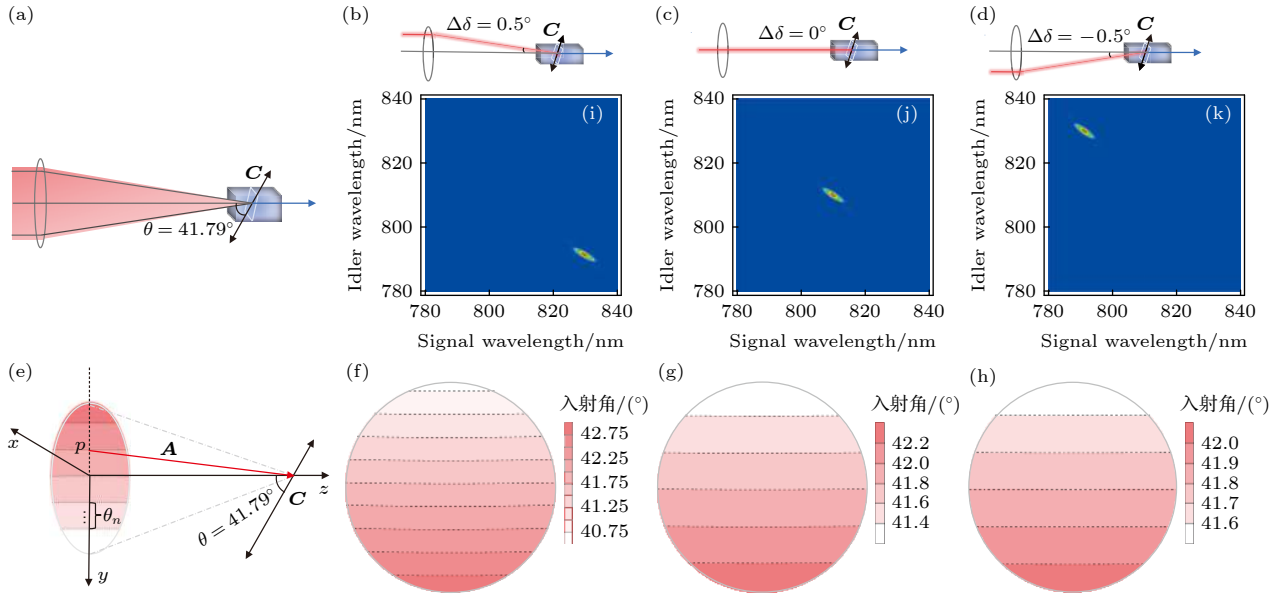 (a)
C
θ = 41.79°
(b)
Δδ = 0.5°
C
(c)
Δδ = 0°
C
(d)
Δδ = −0.5°
C
840
820
800
780
Idler wavelength/nm
(i)
780 800 820 840
Signal wavelength/nm
840
820
800
780
Idler wavelength/nm
(j)
780 800 820 840
Signal wavelength/nm
840
820
800
780
Idler wavelength/nm
(k)
780 800 820 840
Signal wavelength/nm
(e)
x
p
A
z
C
θ = 41.79°
θn
⋮
y
(f)
入射角/(°)
42.75
42.25
41.75
41.25
40.75
(g)
入射角/(°)
42.2
42.0
41.8
41.6
41.4
(h)
入射角/(°)
42.0
41.9
41.8
41.7
41.6